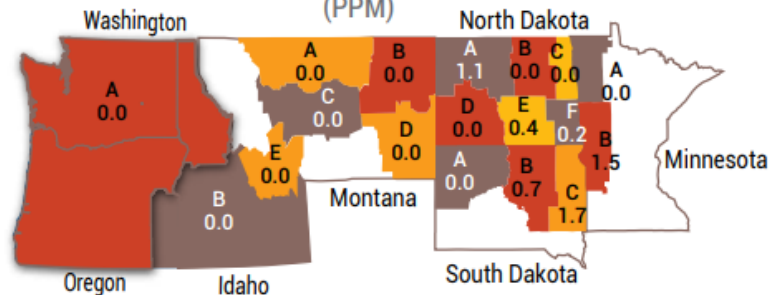 (PPM)
Washington
North Dakota
A
0.0
B
0.0
A
1.1
B
0.0
C
0.0
A
0.0
A
0.0
C
0.0
D
0.0
D
0.0
E
0.4
F
0.2
B
1.5
E
0.0
A
0.0
B
0.7
C
1.7
Minnesota
B
0.0
Montana
Oregon
Idaho
South Dakota